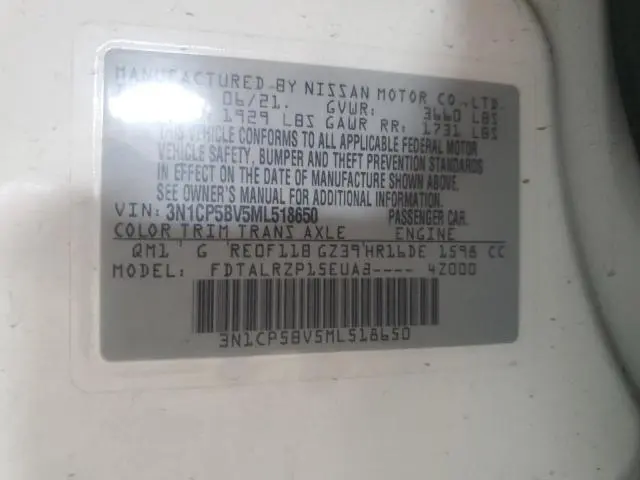 MANUFACTURED BY NISSAN MOTOR CO.,LTD.
06/21. GVWR: 3660 LBS
1929 LBS GAWR RR: 1731 LBS
THIS VEHICLE CONFORMS TO ALL APPLICABLE FEDERAL MOTOR
VEHICLE SAFETY, BUMPER AND THEFT PREVENTION STANDARDS
IN EFFECT ON THE DATE OF MANUFACTURE SHOWN ABOVE.
SEE OWNER'S MANUAL FOR ADDITIONAL INFORMATION.
VIN: 3N1CP5BV5ML518650 PASSENGER CAR.
COLOR TRIM TRANS AXLE ENGINE
QM1 G RE0F11B GZ39 HR16DE 1598 CC
MODEL: FDTALRZP15EUA3---- 4Z000
3N1CP5BV5ML518650